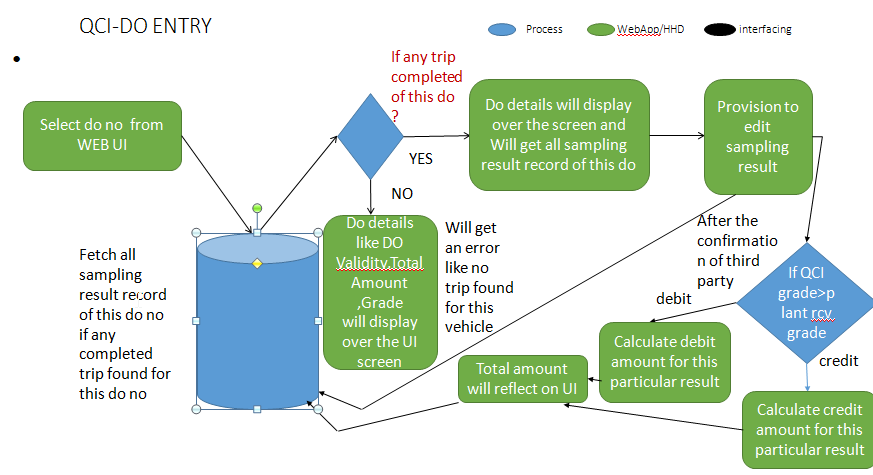 QCI-DO ENTRY
Process
WebApp/HHD
interfacing
If any trip
completed
of this do
?
Select do no  from
WEB UI
Do details will display
over the screen and
Will get all sampling
result record of this do
Provision to
edit
sampling
result
YES
NO
Do details
like DO
Validity,Total
Amount
,Grade
will display
over the UI
screen
Will get
an error
like no
trip found
for this
vehicle
Fetch all
sampling
result record
of this do no
if any
completed
trip found for
this do no
After the
confirmatio
n of third
party
If QCI
grade>p
lant rcv
grade
debit
credit
Calculate debit
amount for this
particular result
Total amount
will reflect on UI
Calculate credit
amount for this
particular result